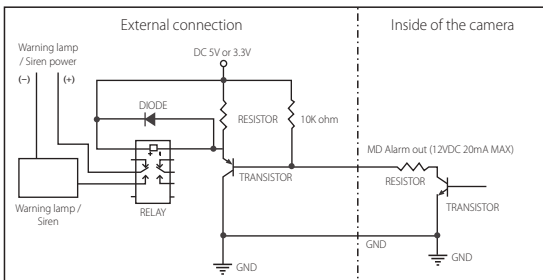 External connection
Inside of the camera
Warning lamp
/ Siren power
(−) (+)
DC 5V or 3.3V
DIODE
RESISTOR
10K ohm
MD Alarm out (12VDC 20mA MAX)
+ -
TRANSISTOR
RESISTOR
TRANSISTOR
Warning lamp /
Siren
RELAY
GND
GND
GND